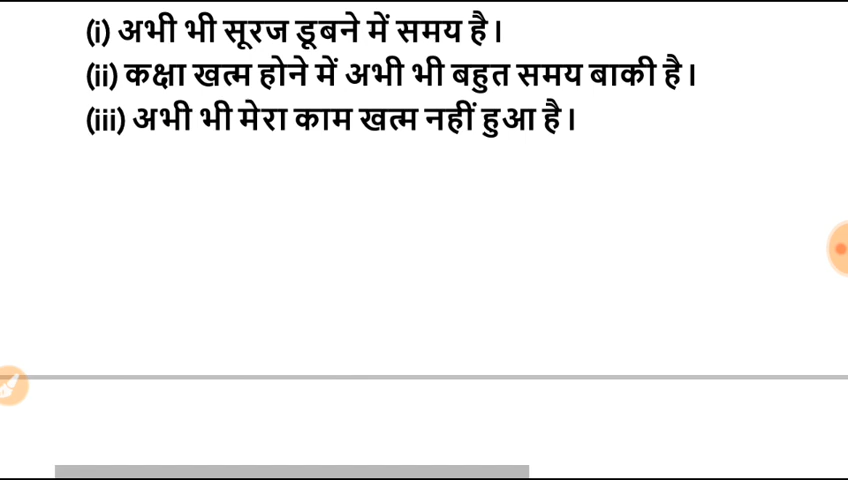 (i) अभी भी सूरज डूबने में समय है।
(ii) कक्षा खत्म होने में अभी भी बहुत समय बाकी है।
(iii) अभी भी मेरा काम खत्म नहीं हुआ है।